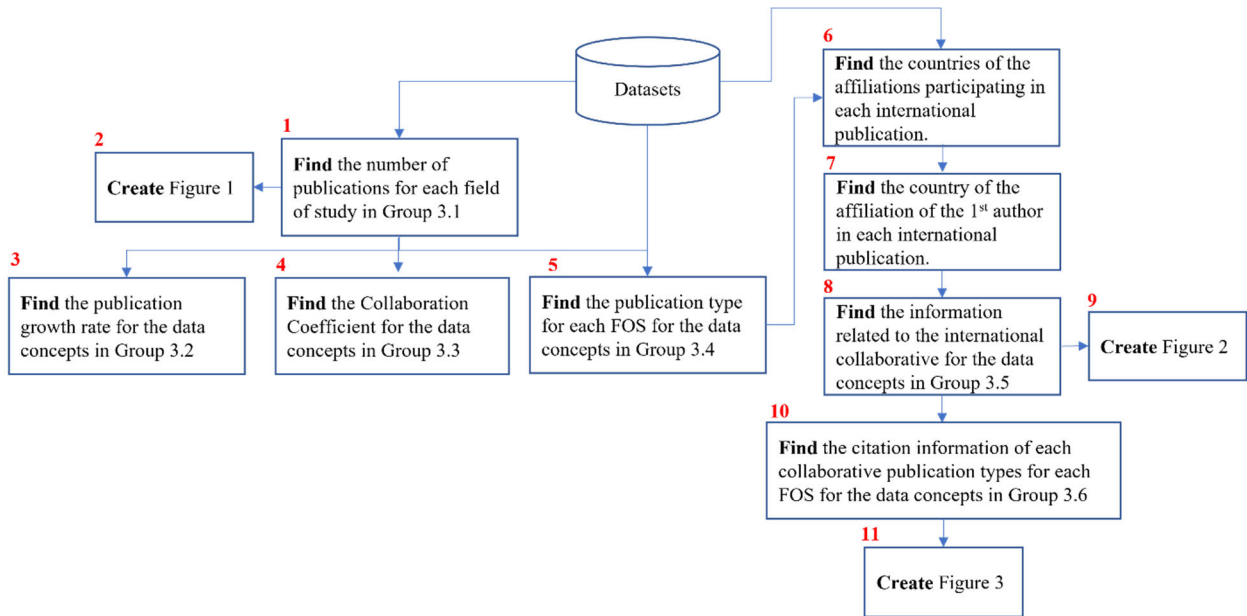 Datasets
1
Find the number of
publications for each field
of study in Group 3.1
2
Create Figure 1
3
Find the publication
growth rate for the data
concepts in Group 3.2
4
Find the Collaboration
Coefficient for the data
concepts in Group 3.3
5
Find the publication type
for each FOS for the data
concepts in Group 3.4
6
Find the countries of the
affiliations participating in
each international
publication.
7
Find the country of the
affiliation of the 1st author
in each international
publication.
8
Find the information
related to the international
collaborative for the data
concepts in Group 3.5
9
Create Figure 2
10
Find the citation information of each
collaborative publication types for each
FOS for the data concepts in Group 3.6
11
Create Figure 3